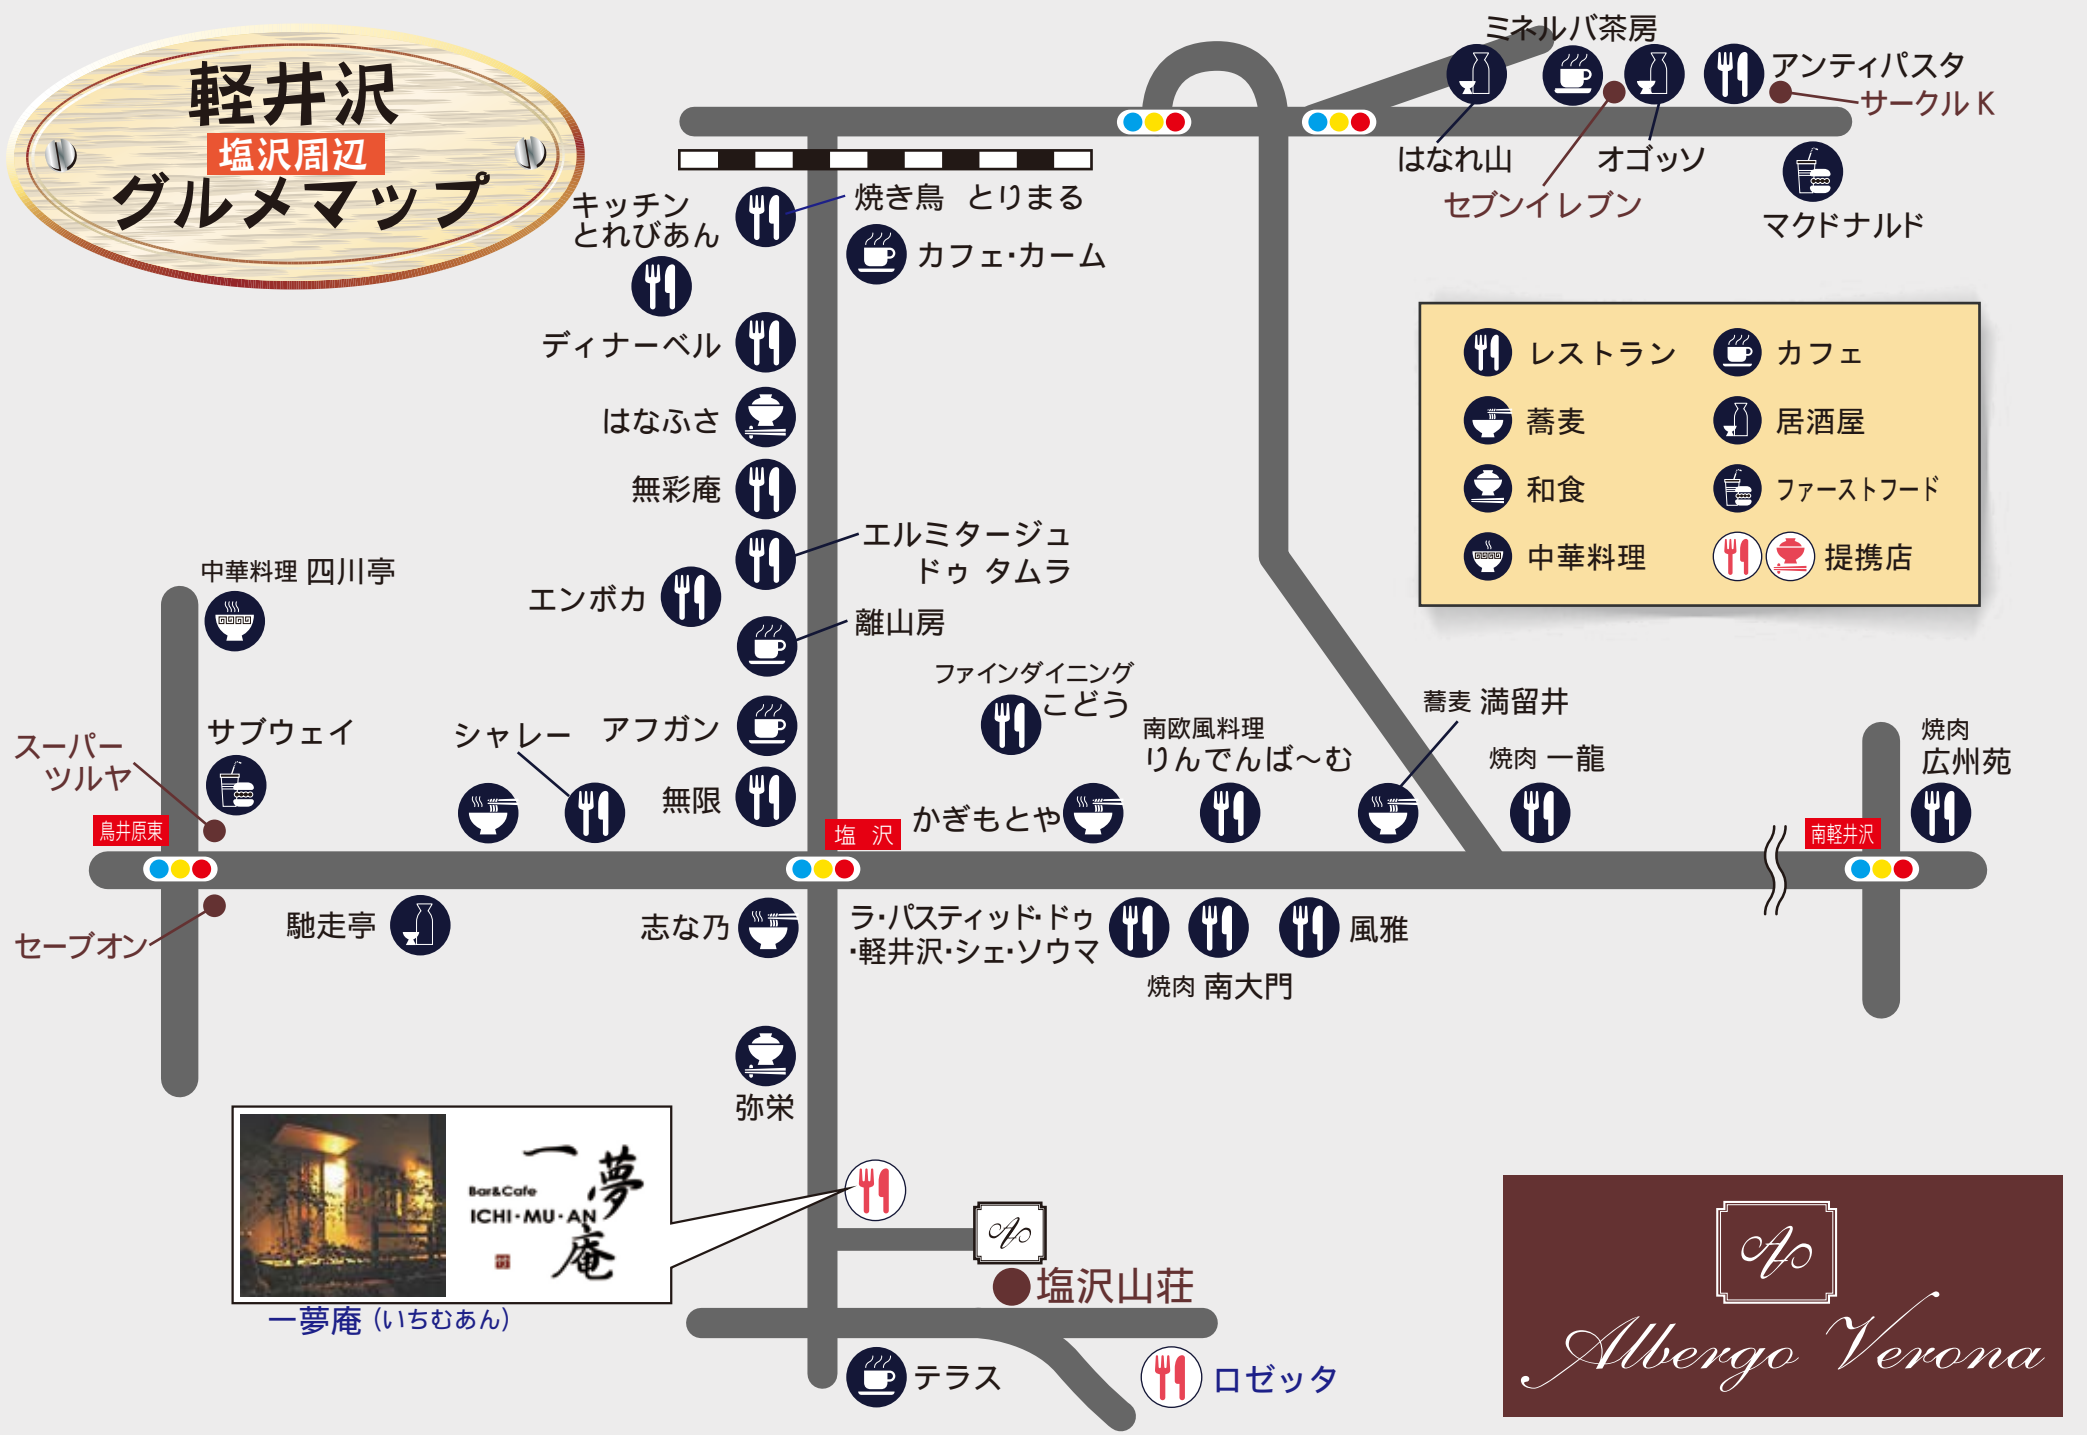 軽井沢
塩沢周辺
グルメマップ
ミネルバ茶房
アンティパスタ
サークルK
はなれ山
オゴッソ
セブンイレブン
マクドナルド
キッチン
とれびあん
焼き鳥 とりまる
カフェ・カーム
ディナーベル
はなふさ
無彩庵
エルミタージュ
ドゥ タムラ
エンボカ
離山房
レストラン
カフェ
蕎麦
居酒屋
和食
ファーストフード
中華料理
提携店
中華料理 四川亭
サブウェイ
スーパー
ツルヤ
鳥井原東
シャレー
アフガン
無限
塩 沢
ファインダイニング
こどう
かぎもとや
南欧風料理
りんでんば〜む
蕎麦 満留井
焼肉 一龍
焼肉
広州苑
南軽井沢
セーブオン
馳走亭
志な乃
ラ・パスティッド・ドゥ
・軽井沢・シェ・ソウマ
焼肉 南大門
風雅
弥栄
一夢庵
Bar&Cafe
ICHI・MU・AN
一夢庵（いちむあん）
塩沢山荘
テラス
ロゼッタ
Albergo Verona